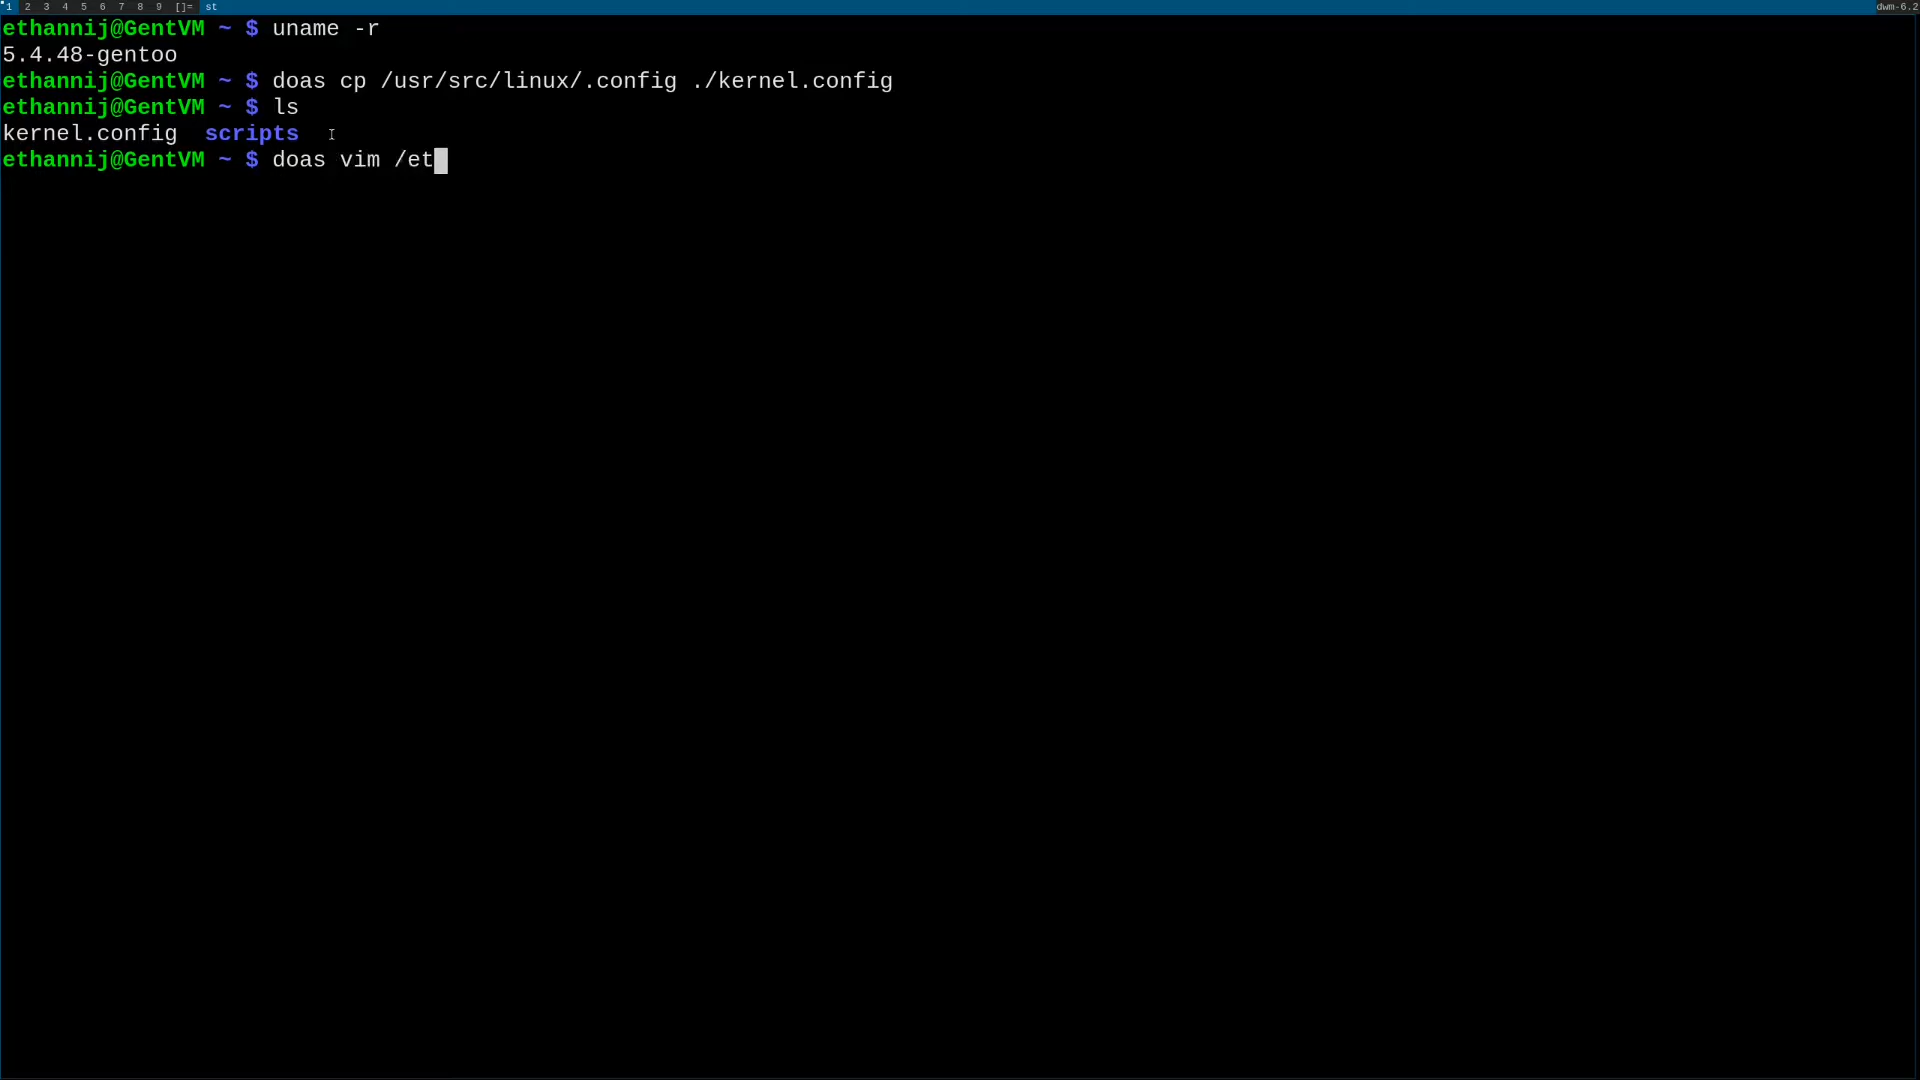 1 2 3 4 5 6 7 8 9 []= st dwm-6.2
ethannij@GentVM ~ $ uname -r
5.4.48-gentoo
ethannij@GentVM ~ $ doas cp /usr/src/linux/.config ./kernel.config
ethannij@GentVM ~ $ ls
kernel.config  scripts
ethannij@GentVM ~ $ doas vim /et